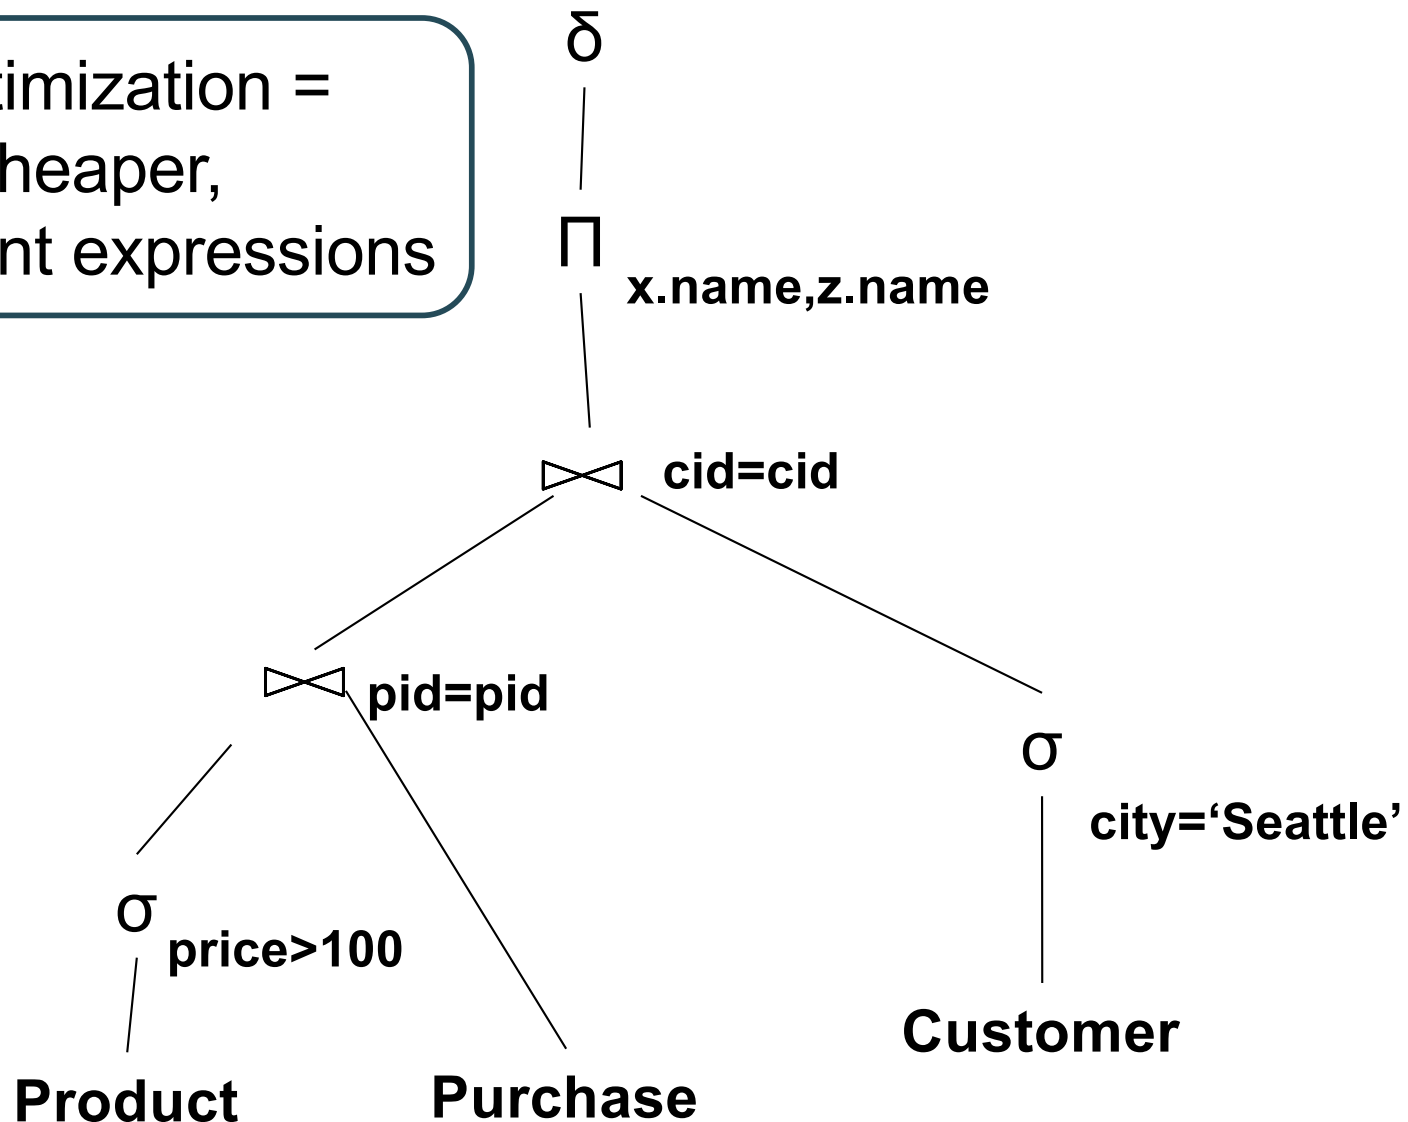 δ
timization =
heaper,
nt expressions
Π
x.name,z.name
cid=cid
pid=pid
σ
city=‘Seattle’
σ
price>100
Customer
Product
Purchase